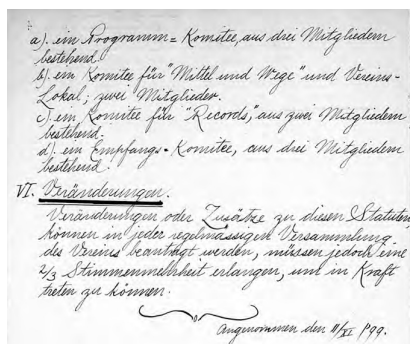 a). ein Programm=Komitee, aus drei Mitgliedern
bestehend.
b). ein Komitee für "Mittel und Wege" und Vereins-
Lokal; zwei Mitglieder.
c). ein Komitee für "Records," aus zwei Mitgliedern
bestehend.
d). ein Empfangs-Komitee, aus drei Mitgliedern
bestehend.
VI. Veränderungen.
Veränderungen oder Zusätze zu diesen Statuten,
können in jeder regelmässigen Versammlung
des Vereins beantragt werden, müssen jedoch eine
2/3 Stimmenmehrheit erlangen, um in Kraft
treten zu können.
Angenommen den 11/XI 1899.